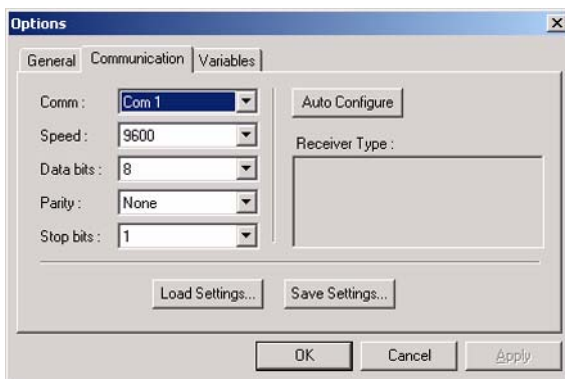 Options
General Communication Variables
Comm : Com 1 Auto Configure
Speed : 9600
Receiver Type :
Data bits : 8
Parity : None
Stop bits : 1
Load Settings... Save Settings...
OK Cancel Apply